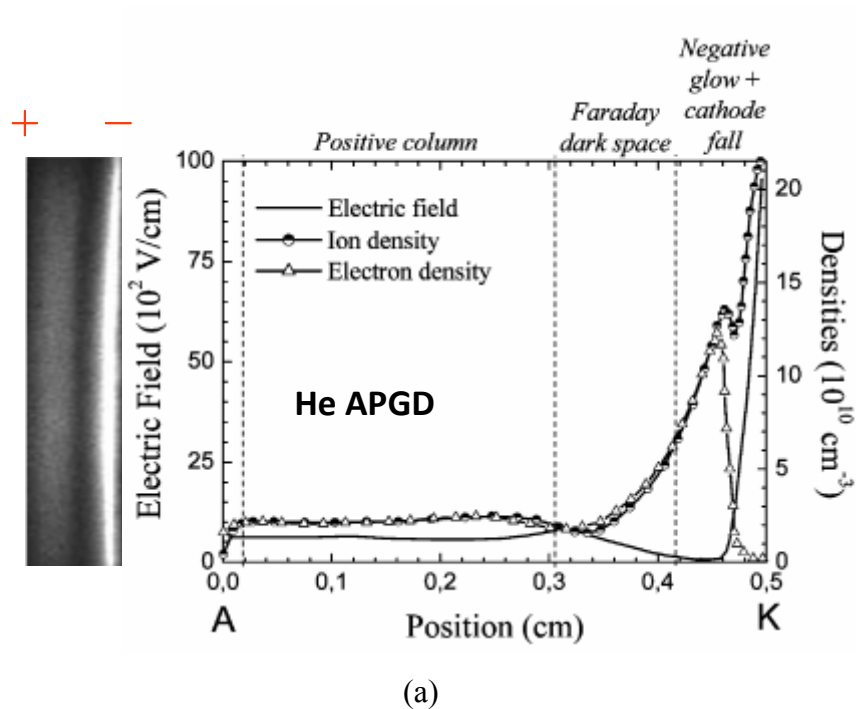 Negative
glow +
cathode
fall
Faraday
dark space
Positive column
+ −
100
75
50
25
0
Electric Field (10² V/cm)
Electric field
Ion density
Electron density
He APGD
20
15
10
5
0
Densities (10¹⁰ cm⁻³)
0,0 0,1 0,2 0,3 0,4 0,5
A K
Position (cm)
(a)